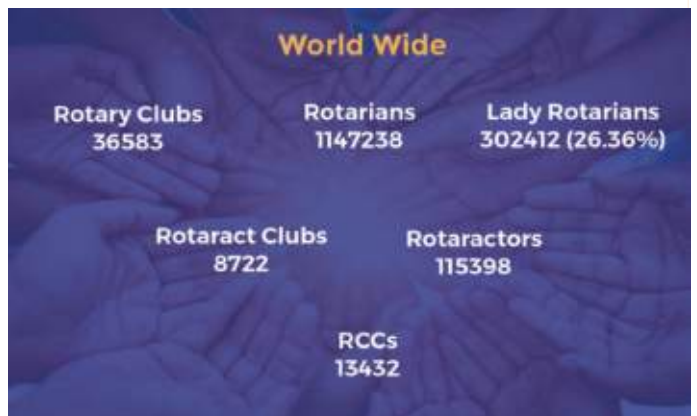 World Wide
Rotary Clubs
36583
Rotarians
1147238
Lady Rotarians
302412 (26.36%)
Rotaract Clubs
8722
Rotaractors
115398
RCCs
13432